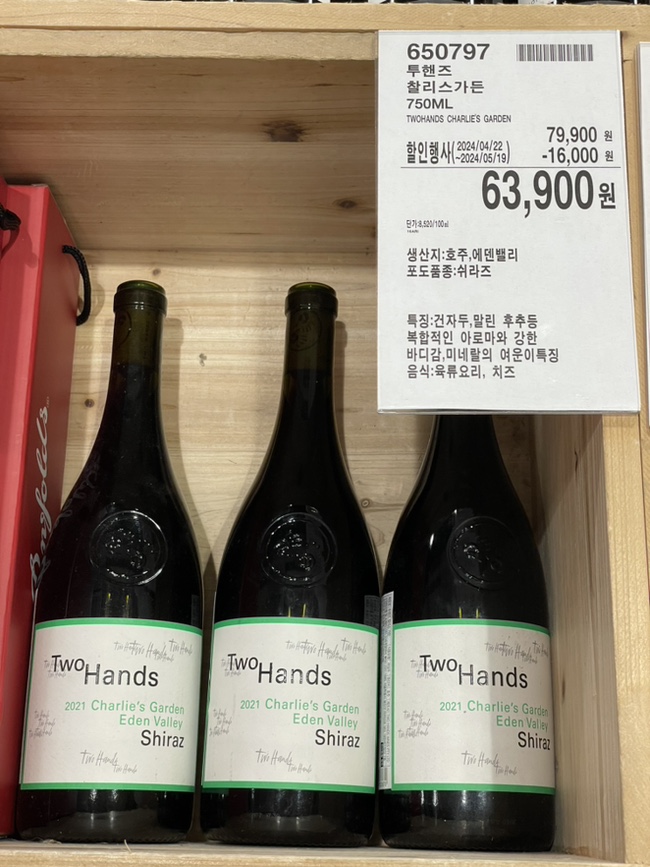 650797
투핸즈
찰리스가든
750ML
TWOHANDS CHARLIE'S GARDEN
79,900 원
할인행사(2024/04/22 ~2024/05/19) -16,000 원
63,900원
단가:8,520/100㎖
생산지:호주,에덴밸리
포도품종:쉬라즈
특징:건자두,말린 후추등
복합적인 아로마와 강한
바디감,미네랄의 여운이특징
음식:육류요리, 치즈
Penfolds
Two Hands
2021 Charlie's Garden
Eden Valley
Shiraz
Two Hands
2021 Charlie's Garden
Eden Valley
Shiraz
Two Hands
2021 Charlie's Garden
Eden Valley
Shiraz